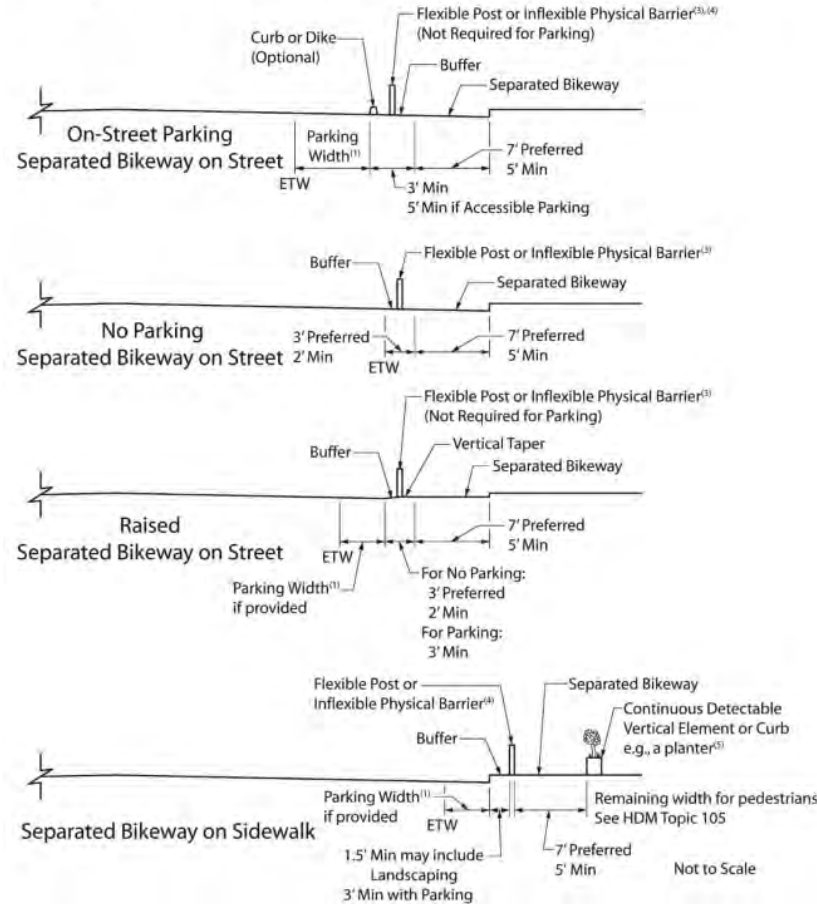 Flexible Post or Inflexible Physical Barrier(3),(4)
(Not Required for Parking)
Curb or Dike
(Optional)
Buffer
Separated Bikeway
On-Street Parking
Separated Bikeway on Street
Parking
Width(1)
ETW
7' Preferred
5' Min
3' Min
5' Min if Accessible Parking
Flexible Post or Inflexible Physical Barrier(3)
Buffer
Separated Bikeway
No Parking
Separated Bikeway on Street
3' Preferred
2' Min
ETW
7' Preferred
5' Min
Flexible Post or Inflexible Physical Barrier(3)
(Not Required for Parking)
Vertical Taper
Buffer
Separated Bikeway
Raised
Separated Bikeway on Street
ETW
7' Preferred
5' Min
Parking Width(1)
if provided
For No Parking:
3' Preferred
2' Min
For Parking:
3' Min
Flexible Post or
Inflexible Physical Barrier(4)
Separated Bikeway
Continuous Detectable
Vertical Element or Curb
e.g., a planter(5)
Buffer
Separated Bikeway on Sidewalk
Parking Width(1)
if provided
ETW
Remaining width for pedestrians
See HDM Topic 105
1.5' Min may include
Landscaping
3' Min with Parking
7' Preferred
5' Min
Not to Scale